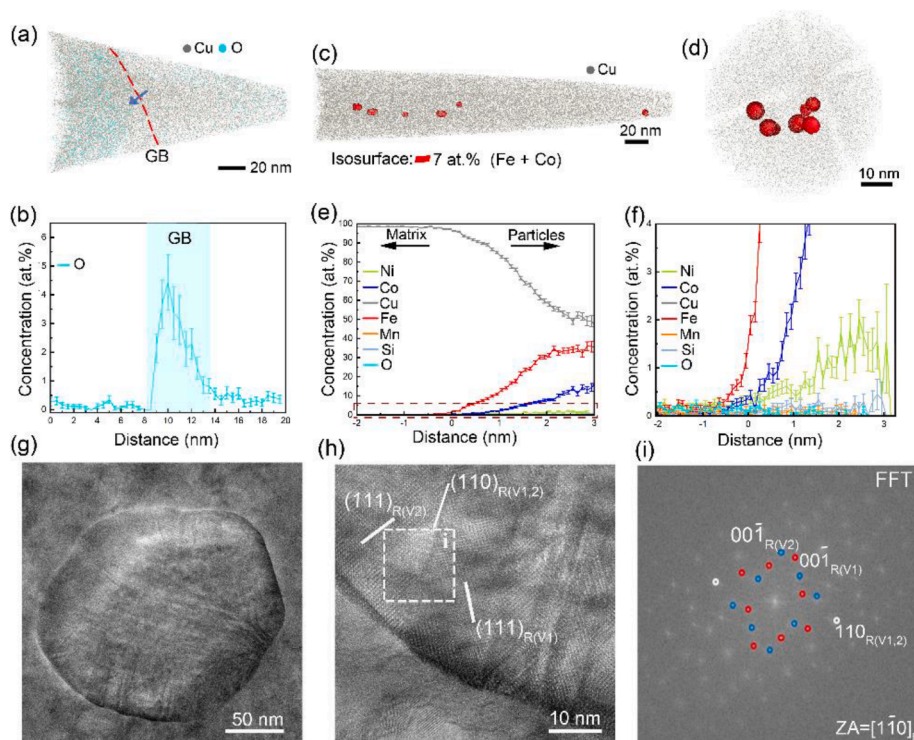 (a)
Cu O
GB
20 nm
(b)
GB
O
Concentration (at.%)
6
5
4
3
2
1
0
0 2 4 6 8 10 12 14 16 18 20
Distance (nm)
(c)
Cu
20 nm
Isosurface: 7 at.% (Fe + Co)
(d)
10 nm
(e)
Matrix Particles
Ni
Co
Cu
Fe
Mn
Si
O
Concentration (at.%)
100
90
80
70
60
50
40
30
20
10
0
-2 -1 0 1 2 3
Distance (nm)
(f)
Ni
Co
Cu
Fe
Mn
Si
O
Concentration (at.%)
4
3
2
1
0
-2 -1 0 1 2 3
Distance (nm)
(g)
50 nm
(h)
(111)R(V2)
(110)R(V1,2)
i
(111)R(V1)
10 nm
(i)
FFT
001̄R(V2)
001̄R(V1)
1̄10R(V1,2)
ZA=[11̄0]